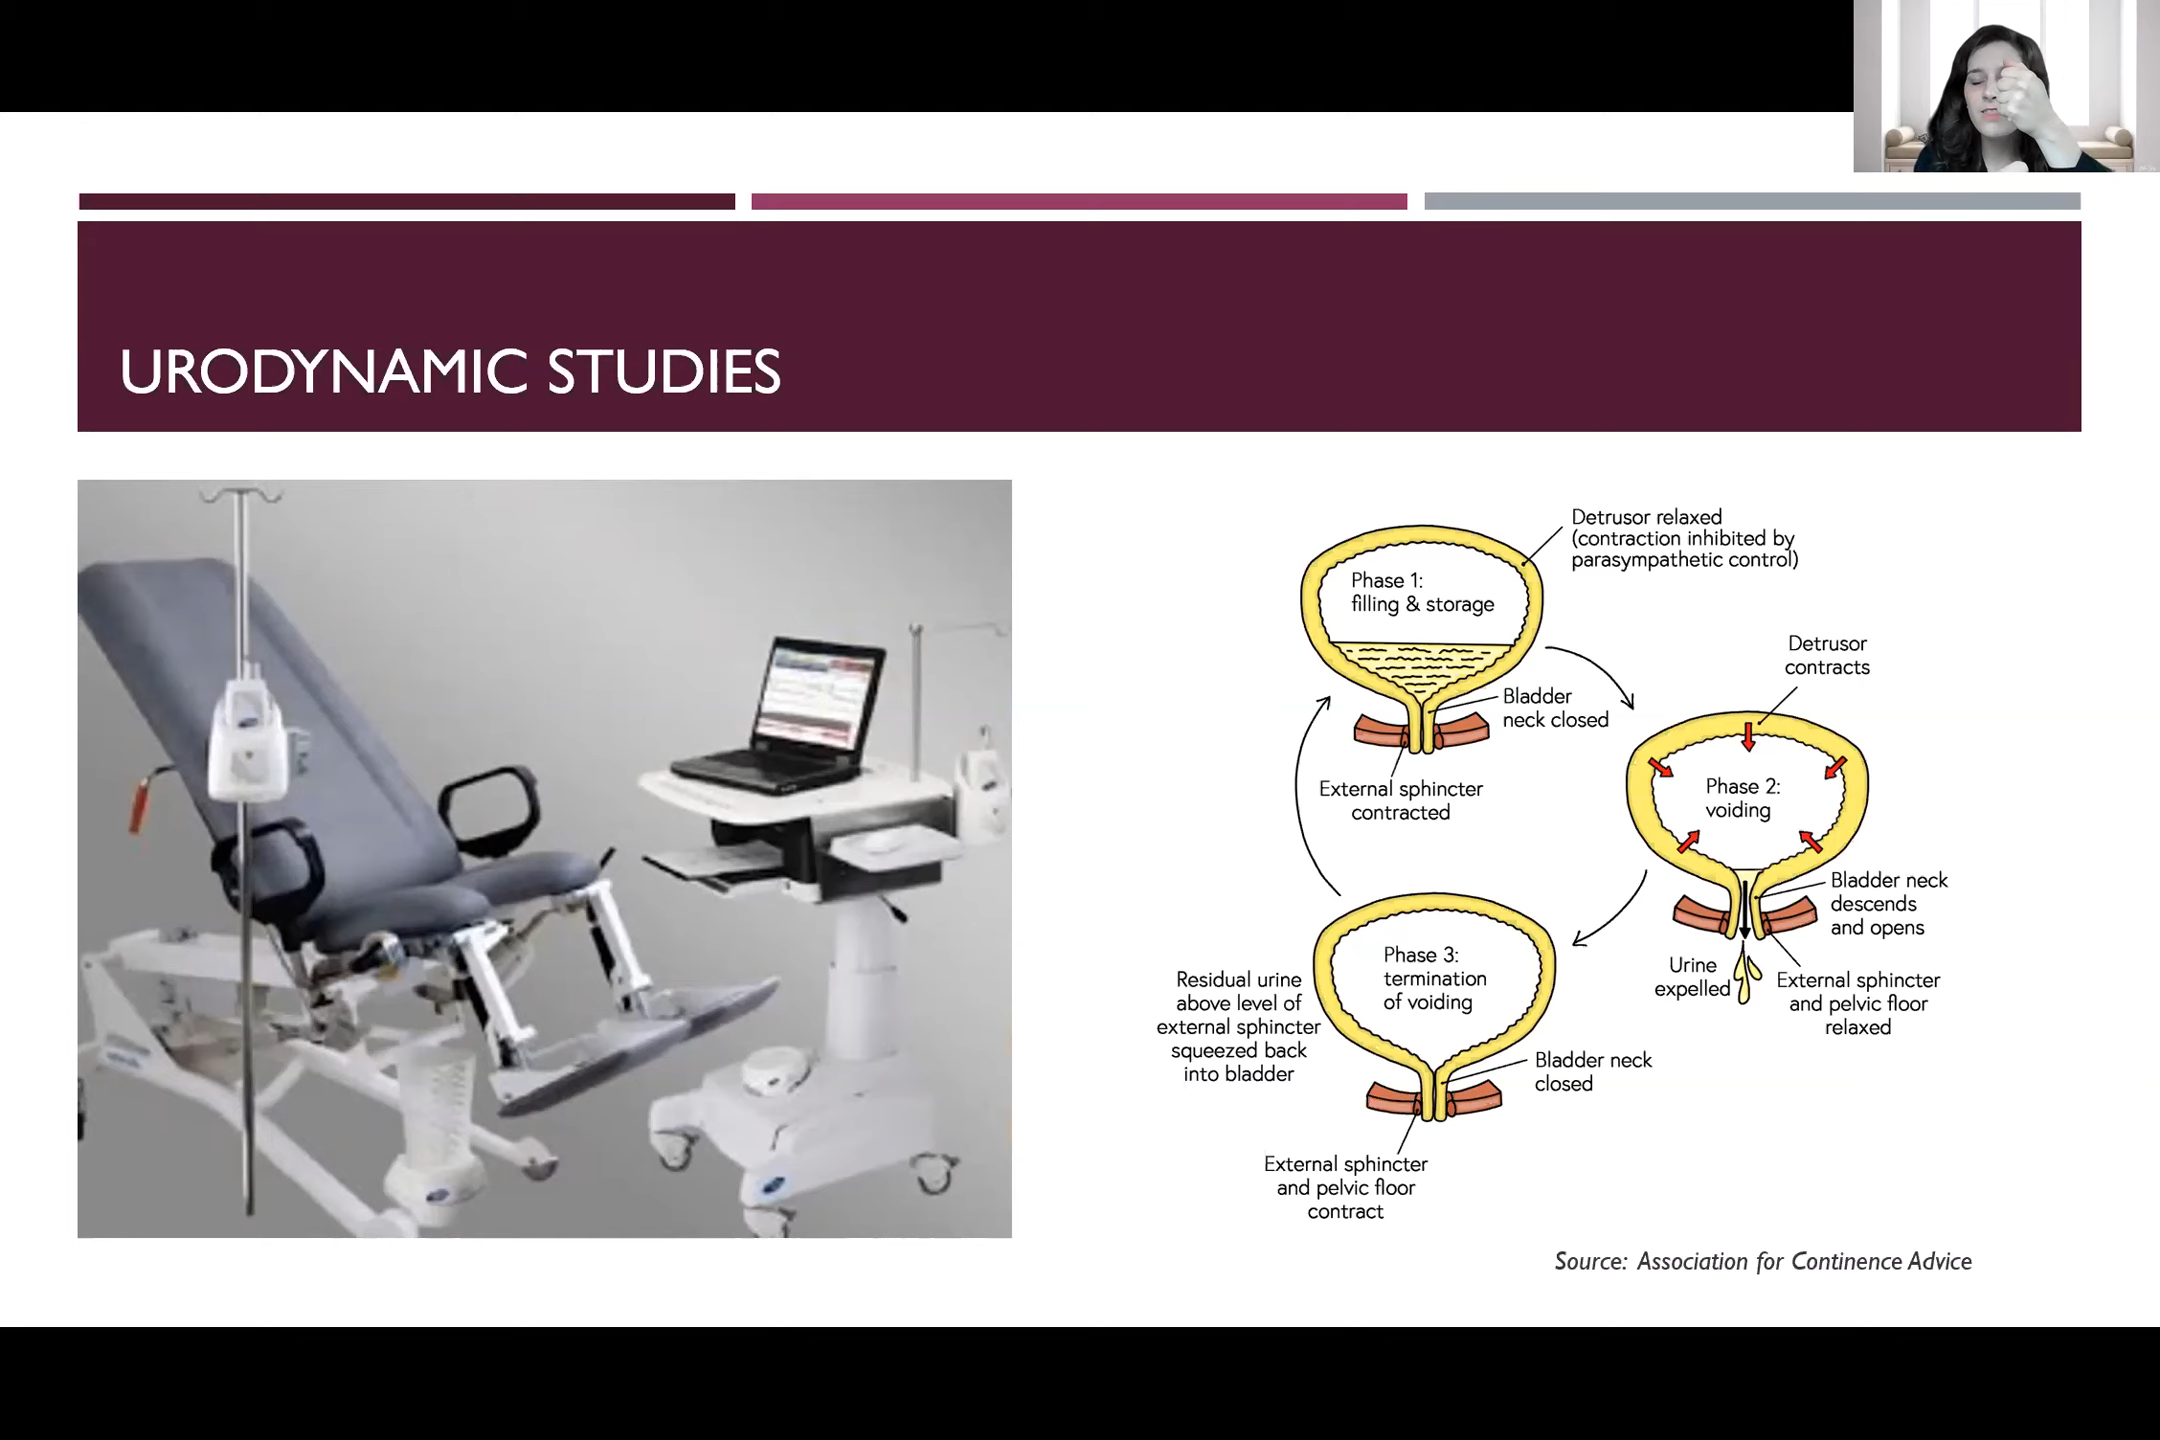 URODYNAMIC STUDIES
Detrusor relaxed
(contraction inhibited by
parasympathetic control)
Phase 1:
filling & storage
Bladder
neck closed
External sphincter
contracted
Detrusor
contracts
Phase 2:
voiding
Bladder neck
descends
and opens
Urine
expelled
External sphincter
and pelvic floor
relaxed
Phase 3:
termination
of voiding
Residual urine
above level of
external sphincter
squeezed back
into bladder
Bladder neck
closed
External sphincter
and pelvic floor
contract
Source: Association for Continence Advice